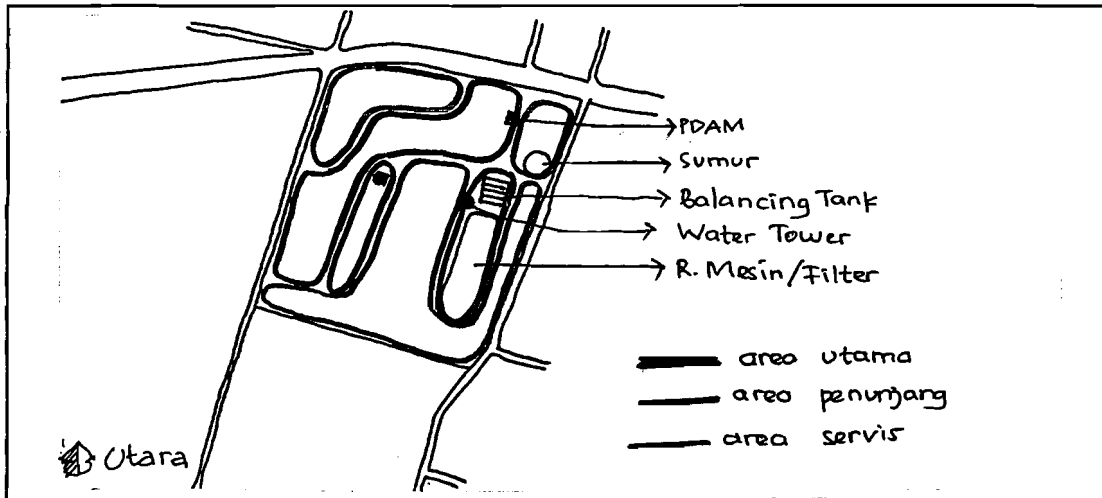 PDAM
Sumur
Balancing Tank
Water Tower
R. Mesin/Filter
area utama
area penunjang
area servis
Utara